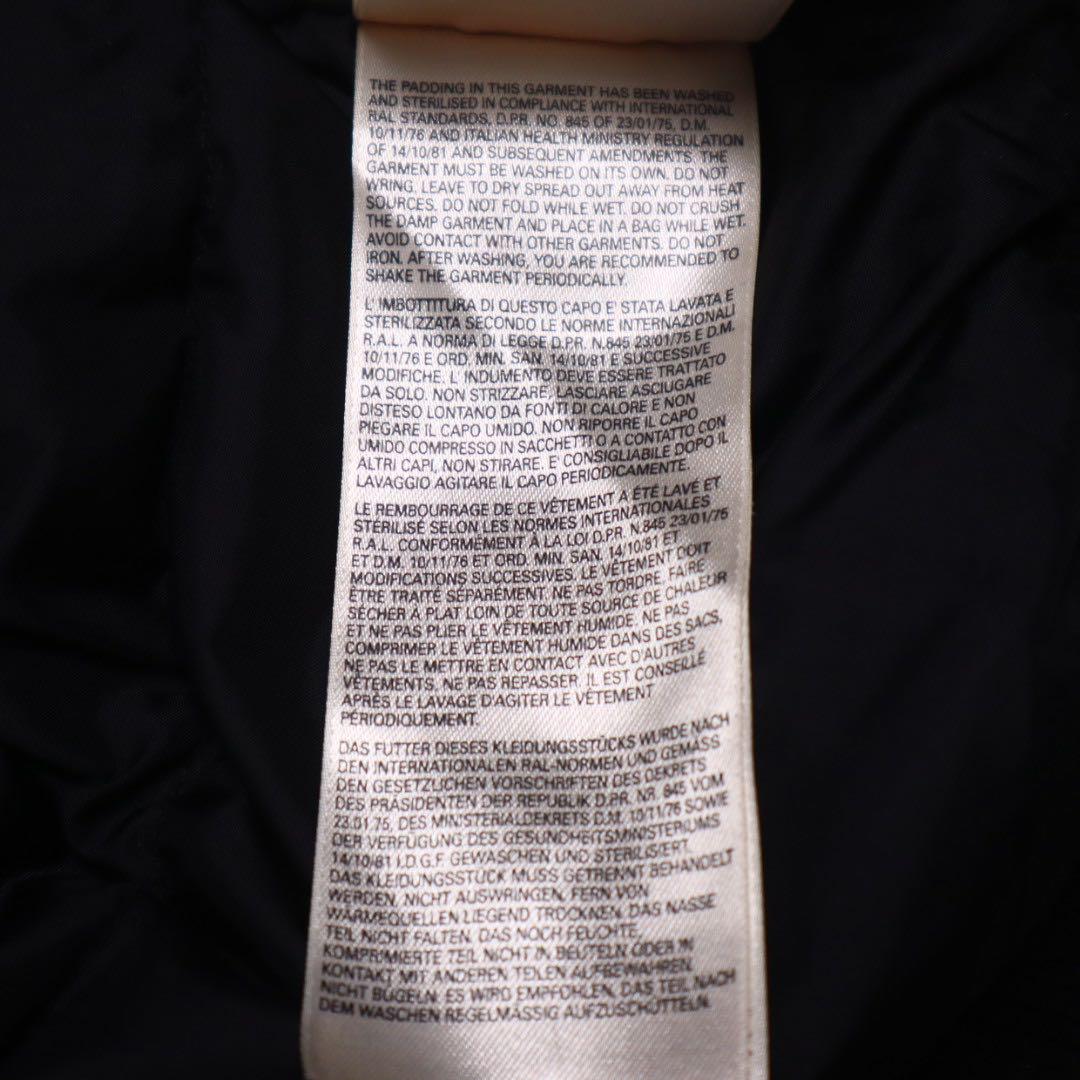 THE PADDING IN THIS GARMENT HAS BEEN WASHED
AND STERILISED IN COMPLIANCE WITH INTERNATIONAL
RAL STANDARDS, D.P.R. NO. 845 OF 23/01/75, D.M.
10/11/76 AND ITALIAN HEALTH MINISTRY REGULATION
OF 14/10/81 AND SUBSEQUENT AMENDMENTS. THE
GARMENT MUST BE WASHED ON ITS OWN. DO NOT
WRING. LEAVE TO DRY SPREAD OUT AWAY FROM HEAT
SOURCES. DO NOT FOLD WHILE WET. DO NOT CRUSH
THE DAMP GARMENT AND PLACE IN A BAG WHILE WET.
AVOID CONTACT WITH OTHER GARMENTS. DO NOT
IRON. AFTER WASHING, YOU ARE RECOMMENDED TO
SHAKE THE GARMENT PERIODICALLY.
L'IMBOTTITURA DI QUESTO CAPO E' STATA LAVATA E
STERILIZZATA SECONDO LE NORME INTERNAZIONALI
R.A.L. A NORMA DI LEGGE D.P.R. N.845 23/01/75 E D.M.
10/11/76 E ORD. MIN. SAN. 14/10/81 E SUCCESSIVE
MODIFICHE. L' INDUMENTO DEVE ESSERE TRATTATO
DA SOLO. NON STRIZZARE, LASCIARE ASCIUGARE
DISTESO LONTANO DA FONTI DI CALORE E NON
PIEGARE IL CAPO UMIDO. NON RIPORRE IL CAPO
UMIDO COMPRESSO IN SACCHETTI O A CONTATTO CON
ALTRI CAPI, NON STIRARE. E' CONSIGLIABILE DOPO IL
LAVAGGIO AGITARE IL CAPO PERIODICAMENTE.
LE REMBOURRAGE DE CE VÊTEMENT A ÉTÉ LAVÉ ET
STÉRILISÉ SELON LES NORMES INTERNATIONALES
R.A.L. CONFORMÉMENT À LA LOI D.P.R. N.845 23/01/75
ET D.M. 10/11/76 ET ORD. MIN. SAN. 14/10/81 ET
MODIFICATIONS SUCCESSIVES. LE VÊTEMENT DOIT
ÊTRE TRAITÉ SÉPARÉMENT. NE PAS TORDRE, FAIRE
SÉCHER À PLAT LOIN DE TOUTE SOURCE DE CHALEUR
ET NE PAS PLIER LE VÊTEMENT HUMIDE. NE PAS
COMPRIMER LE VÊTEMENT HUMIDE DANS DES SACS,
NE PAS LE METTRE EN CONTACT AVEC D'AUTRES
VÊTEMENTS, NE PAS REPASSER. IL EST CONSEILLÉ
APRÈS LE LAVAGE D'AGITER LE VÊTEMENT
PÉRIODIQUEMENT.
DAS FUTTER DIESES KLEIDUNGSSTÜCKS WURDE NACH
DEN INTERNATIONALEN RAL-NORMEN UND GEMÄSS
DEN GESETZLICHEN VORSCHRIFTEN DES DEKRETS
DES PRÄSIDENTEN DER REPUBLIK D.P.R. NR. 845 VOM
23.01.75, DES MINISTERIALDEKRETS D.M. 10/11/76 SOWIE
DER VERFÜGUNG DES GESUNDHEITSMINISTERIUMS
14/10/81 I.D.G.F. GEWASCHEN UND STERILISIERT.
DAS KLEIDUNGSSTÜCK MUSS GETRENNT BEHANDELT
WERDEN, NICHT AUSWRINGEN, FERN VON
WÄRMEQUELLEN LIEGEND TROCKNEN, DAS NASSE
TEIL NICHT FALTEN. DAS NOCH FEUCHTE,
KOMPRIMIERTE TEIL NICHT IN BEUTELN ODER IN
KONTAKT MIT ANDEREN TEILEN AUFBEWAHREN.
NICHT BÜGELN. ES WIRD EMPFOHLEN, DAS TEIL NACH
DEM WASCHEN REGELMÄSSIG AUFZUSCHÜTTELN.